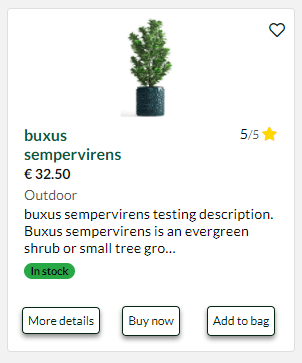 buxus
sempervirens
5/5
€ 32.50
Outdoor
buxus sempervirens testing description.
Buxus sempervirens is an evergreen
shrub or small tree gro...
In stock
More details
Buy now
Add to bag